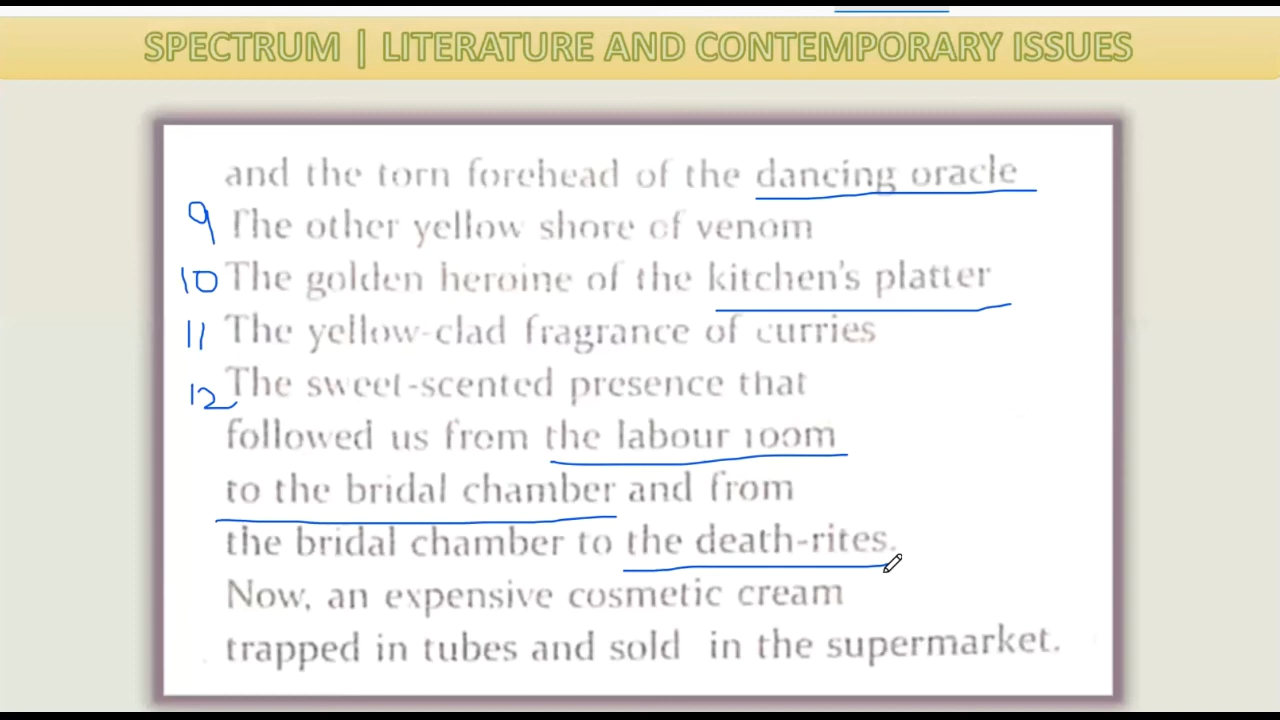 SPECTRUM | LITERATURE AND CONTEMPORARY ISSUES
and the torn forehead of the dancing oracle
9 The other yellow shore of venom
10 The golden heroine of the kitchen's platter
11 The yellow-clad fragrance of curries
12 The sweet-scented presence that
followed us from the labour room
to the bridal chamber and from
the bridal chamber to the death-rites.
Now, an expensive cosmetic cream
trapped in tubes and sold in the supermarket.